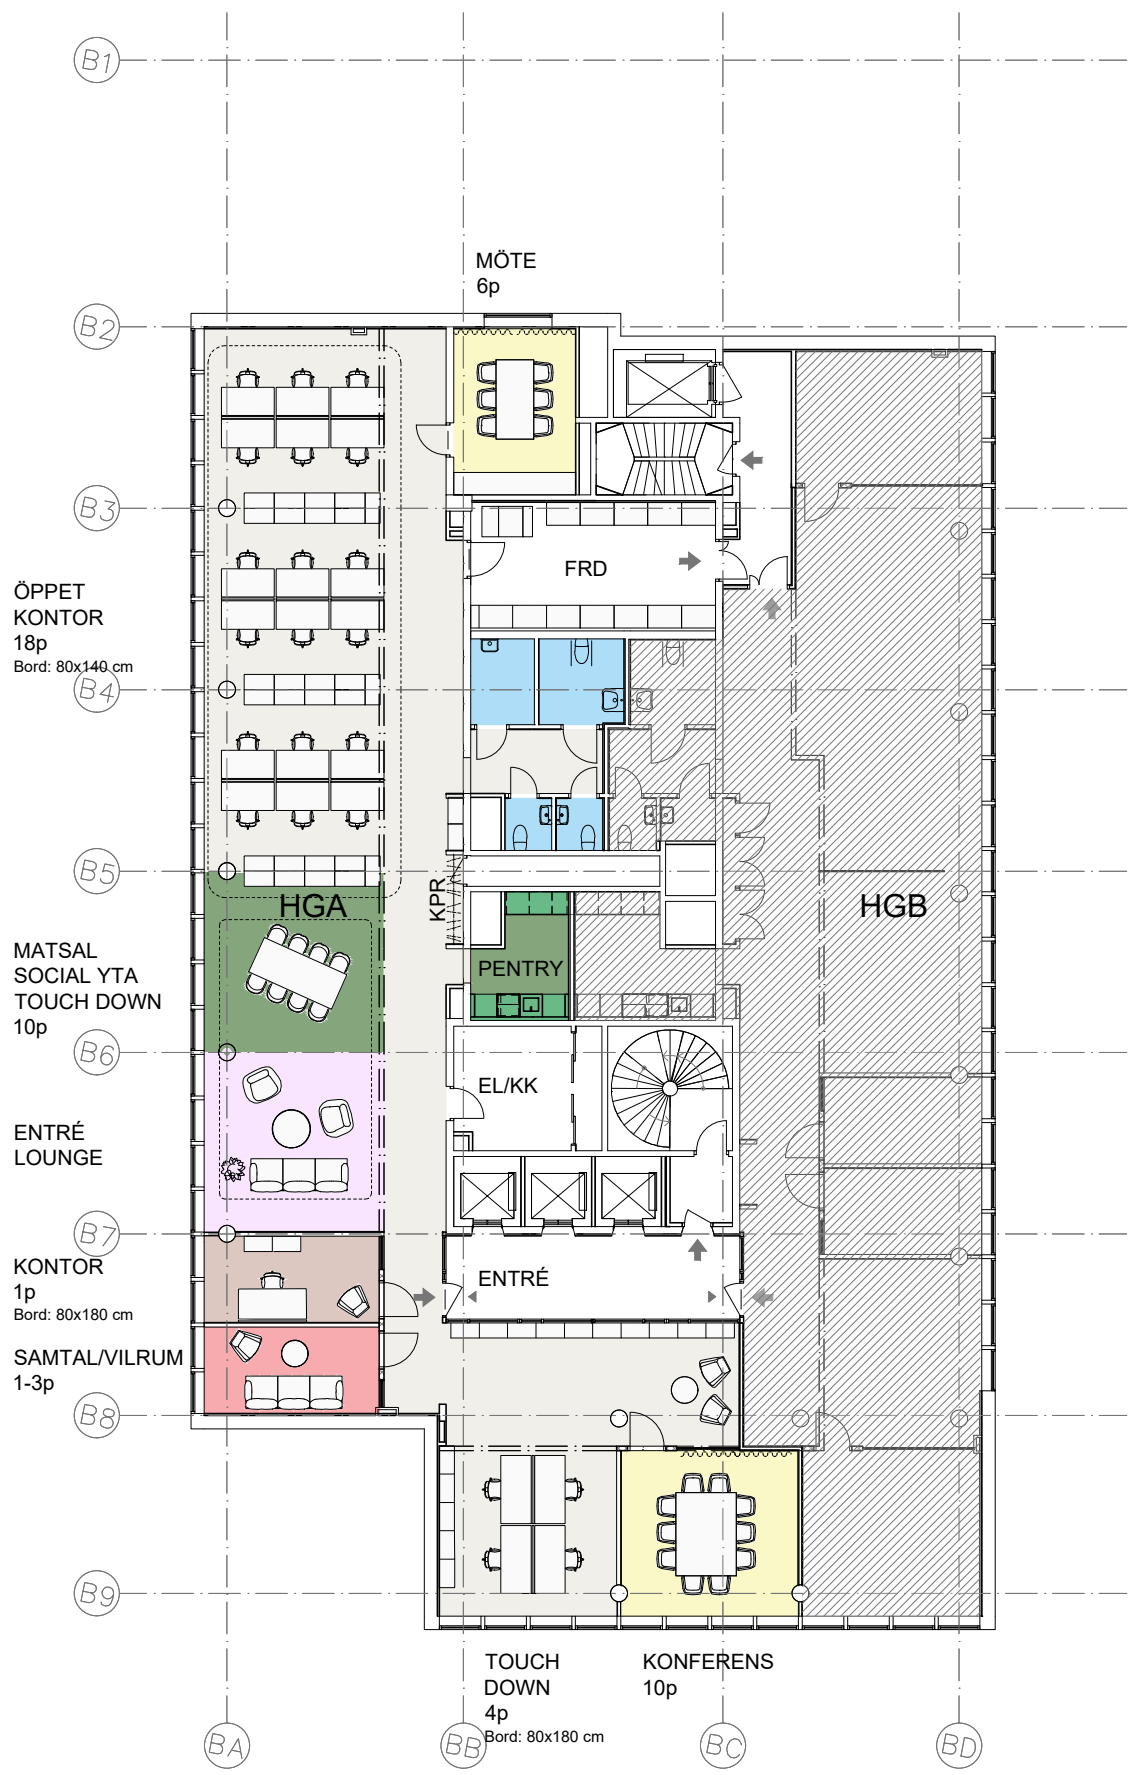 B1
MÖTE
6p
B2
B3
FRD
ÖPPET
KONTOR
18p
Bord: 80x140 cm
B4
B5
HGA
KPR
HGB
MATSAL
SOCIAL YTA
TOUCH DOWN
10p
PENTRY
B6
EL/KK
ENTRÉ
LOUNGE
B7
KONTOR
1p
Bord: 80x180 cm
ENTRÉ
SAMTAL/VILRUM
1-3p
B8
B9
TOUCH
DOWN
4p
Bord: 80x180 cm
KONFERENS
10p
BA
BB
BC
BD